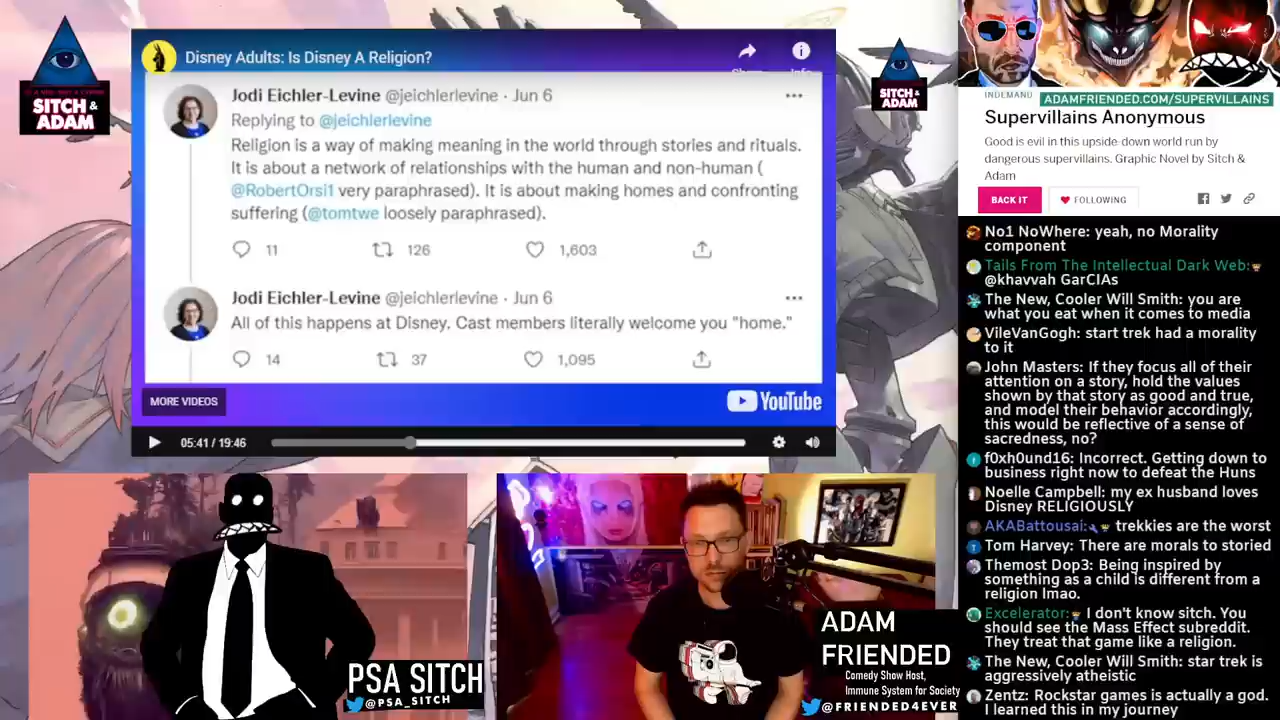 Disney Adults: Is Disney A Religion?
Jodi Eichler-Levine @jeichlerlevine · Jun 6
Replying to @jeichlerlevine
Religion is a way of making meaning in the world through stories and rituals.
It is about a network of relationships with the human and non-human (
@RobertOrsi1 very paraphrased). It is about making homes and confronting
suffering (@tomtwe loosely paraphrased).
11
126
1,603
Jodi Eichler-Levine @jeichlerlevine · Jun 6
All of this happens at Disney. Cast members literally welcome you "home."
14
37
1,095
MORE VIDEOS
YouTube
05:41 / 19:46
SITCH &
ADAM
SITCH &
ADAM
INDEMAND
ADAMFRIENDED.COM/SUPERVILLAINS
Supervillains Anonymous
Good is evil in this upside-down world run by
dangerous supervillains. Graphic Novel by Sitch &
Adam
BACK IT
FOLLOWING
No1 NoWhere: yeah, no Morality
component
Tails From The Intellectual Dark Web:
@khavvah GarCIAs
The New, Cooler Will Smith: you are
what you eat when it comes to media
VileVanGogh: start trek had a morality
to it
John Masters: If they focus all of their
attention on a story, hold the values
shown by that story as good and true,
and model their behavior accordingly,
this would be reflective of a sense of
sacredness, no?
f0xh0und16: Incorrect. Getting down to
business right now to defeat the Huns
Noelle Campbell: my ex husband loves
Disney RELIGIOUSLY
AKABattousai: trekkies are the worst
Tom Harvey: There are morals to storied
Themost Dop3: Being inspired by
something as a child is different from a
religion lmao.
Excelerator: I don't know sitch. You
should see the Mass Effect subreddit.
They treat that game like a religion.
The New, Cooler Will Smith: star trek is
aggressively atheistic
Zentz: Rockstar games is actually a god.
I learned this in my journey
PSA SITCH
@PSA_SITCH
ADAM
FRIENDED
Comedy Show Host,
Immune System for Society
@FRIENDED4EVER